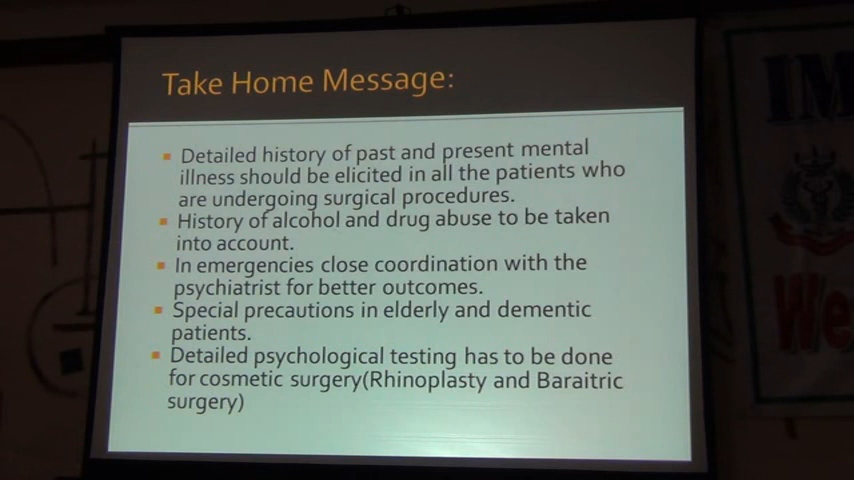 Take Home Message:
▪ Detailed history of past and present mental
illness should be elicited in all the patients who
are undergoing surgical procedures.
▪ History of alcohol and drug abuse to be taken
into account.
▪ In emergencies close coordination with the
psychiatrist for better outcomes.
▪ Special precautions in elderly and dementic
patients.
▪ Detailed psychological testing has to be done
for cosmetic surgery(Rhinoplasty and Baraitric
surgery)
IM
We